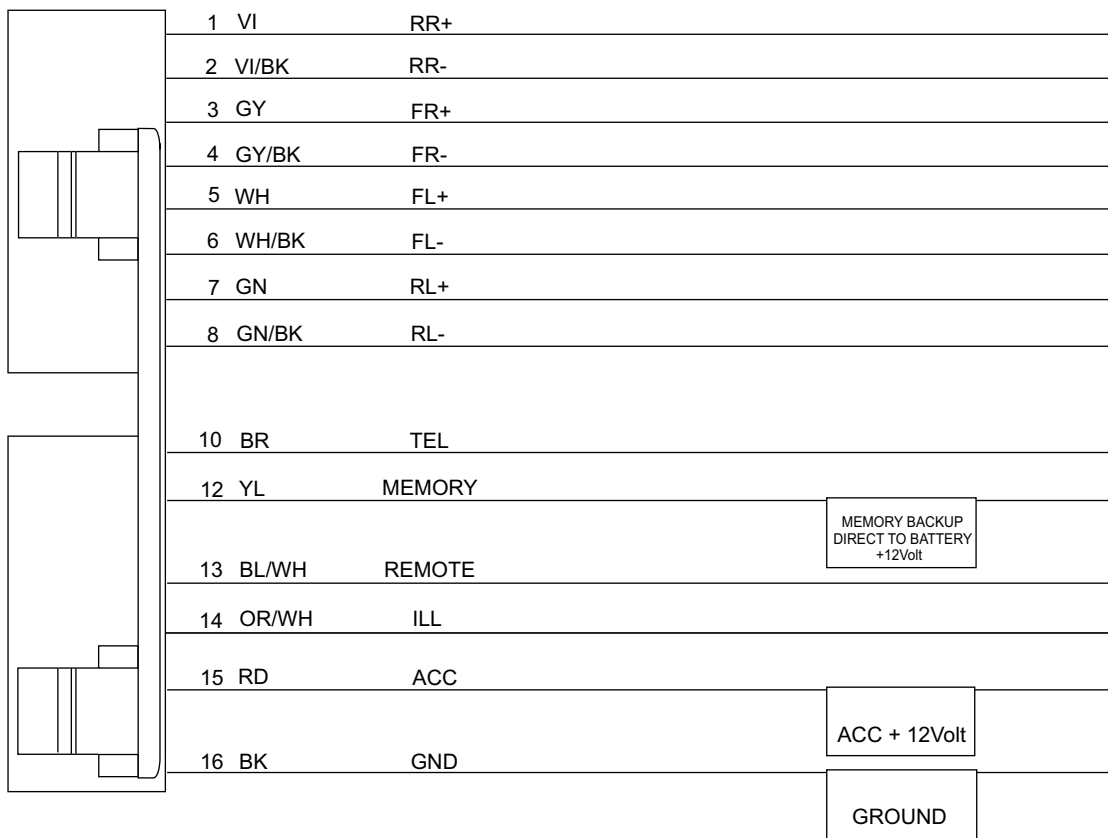 1 VI RR+
2 VI/BK RR-
3 GY FR+
4 GY/BK FR-
5 WH FL+
6 WH/BK FL-
7 GN RL+
8 GN/BK RL-
10 BR TEL
12 YL MEMORY
MEMORY BACKUP
DIRECT TO BATTERY
+12Volt
13 BL/WH REMOTE
14 OR/WH ILL
15 RD ACC
ACC + 12Volt
16 BK GND
GROUND